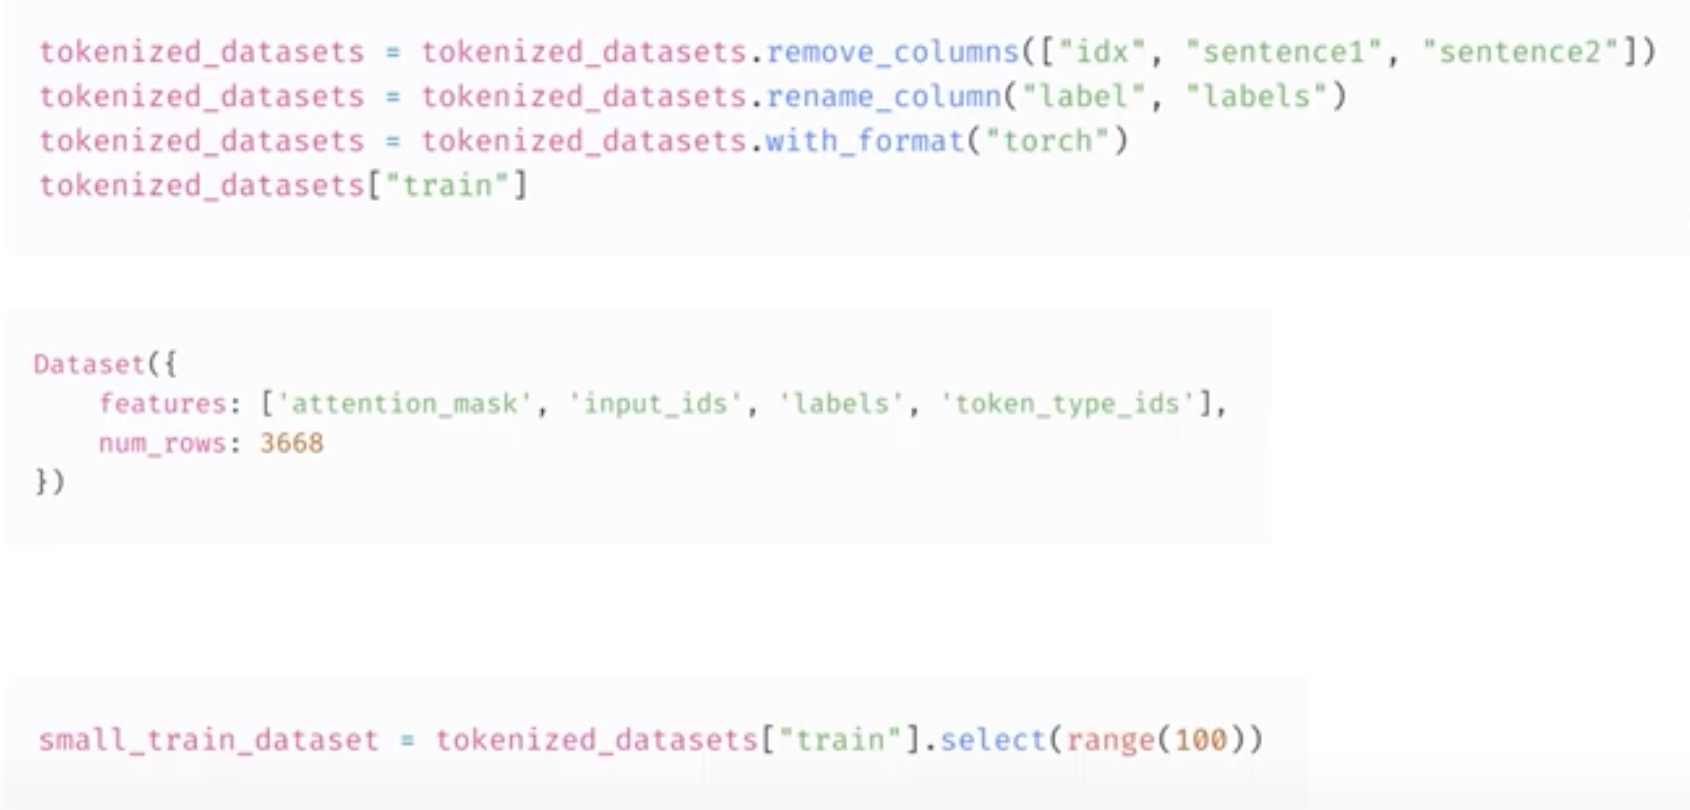 tokenized_datasets = tokenized_datasets.remove_columns(["idx", "sentence1", "sentence2"])
tokenized_datasets = tokenized_datasets.rename_column("label", "labels")
tokenized_datasets = tokenized_datasets.with_format("torch")
tokenized_datasets["train"]
Dataset({
    features: ['attention_mask', 'input_ids', 'labels', 'token_type_ids'],
    num_rows: 3668
})
small_train_dataset = tokenized_datasets["train"].select(range(100))